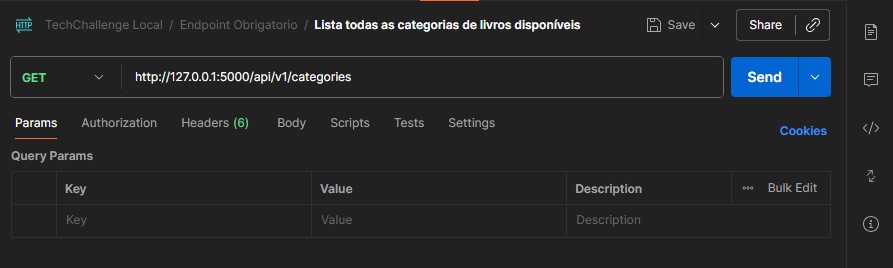 HTTP TechChallenge Local / Endpoint Obrigatorio / Lista todas as categorias de livros disponíveis Save Share
GET http://127.0.0.1:5000/api/v1/categories Send
Params Authorization Headers (6) Body Scripts Tests Settings Cookies
Query Params
Key Value Description Bulk Edit
Key Value Description